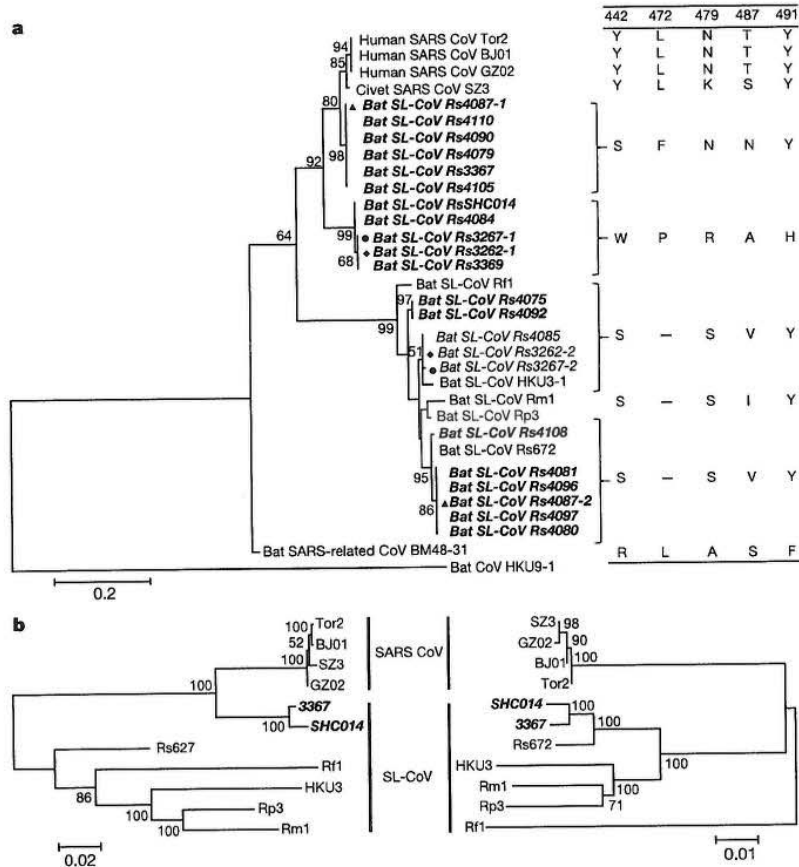 442 472 479 487 491
a
Human SARS CoV Tor2 Y L N T Y
94
Human SARS CoV BJ01 Y L N T Y
85
Human SARS CoV GZ02 Y L N T Y
Civet SARS CoV SZ3 Y L K S Y
80
Bat SL-CoV Rs4087-1
Bat SL-CoV Rs4110
Bat SL-CoV Rs4090 S F N N Y
98
Bat SL-CoV Rs4079
92
Bat SL-CoV Rs3367
Bat SL-CoV Rs4105
Bat SL-CoV RsSHC014
Bat SL-CoV Rs4084
64
99
Bat SL-CoV Rs3267-1 W P R A H
Bat SL-CoV Rs3262-1
68
Bat SL-CoV Rs3369
Bat SL-CoV Rf1
97
Bat SL-CoV Rs4075
Bat SL-CoV Rs4092
99
Bat SL-CoV Rs4085 S – S V Y
51
Bat SL-CoV Rs3262-2
Bat SL-CoV Rs3267-2
Bat SL-CoV HKU3-1
Bat SL-CoV Rm1 S – S I Y
Bat SL-CoV Rp3
Bat SL-CoV Rs4108
Bat SL-CoV Rs672
95
Bat SL-CoV Rs4081 S – S V Y
Bat SL-CoV Rs4096
86
Bat SL-CoV Rs4087-2
Bat SL-CoV Rs4097
Bat SL-CoV Rs4080
Bat SARS-related CoV BM48-31 R L A S F
Bat CoV HKU9-1
0.2
b
100 Tor2
52 BJ01
100 SZ3
GZ02
100
3367
100 SHC014
Rs627
Rf1
86
HKU3
100
Rp3
100
Rm1
0.02
SARS CoV
SL-CoV
SZ3 98
GZ02 90
BJ01 100
Tor2
SHC014 100
3367 100
Rs672
HKU3 100
Rm1 100
Rp3 71
Rf1
0.01